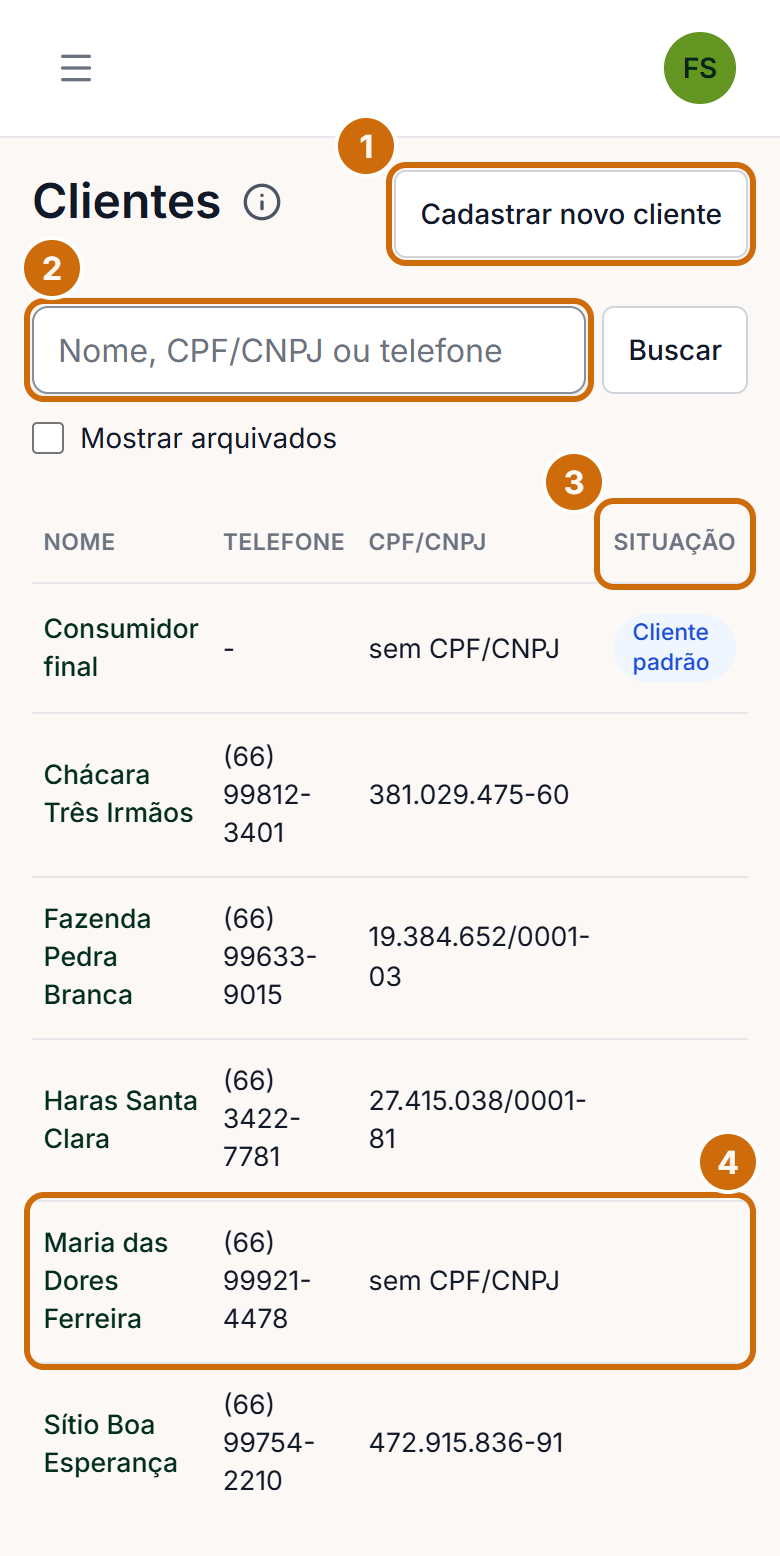 FS
1
Clientes
Cadastrar novo cliente
2
Nome, CPF/CNPJ ou telefone
Buscar
Mostrar arquivados
3
NOME TELEFONE CPF/CNPJ SITUAÇÃO
Consumidor
final
-
sem CPF/CNPJ
Cliente
padrão
Chácara
Três Irmãos
(66)
99812-
3401
381.029.475-60
Fazenda
Pedra
Branca
(66)
99633-
9015
19.384.652/0001-
03
Haras Santa
Clara
(66)
3422-
7781
27.415.038/0001-
81
4
Maria das
Dores
Ferreira
(66)
99921-
4478
sem CPF/CNPJ
Sítio Boa
Esperança
(66)
99754-
2210
472.915.836-91